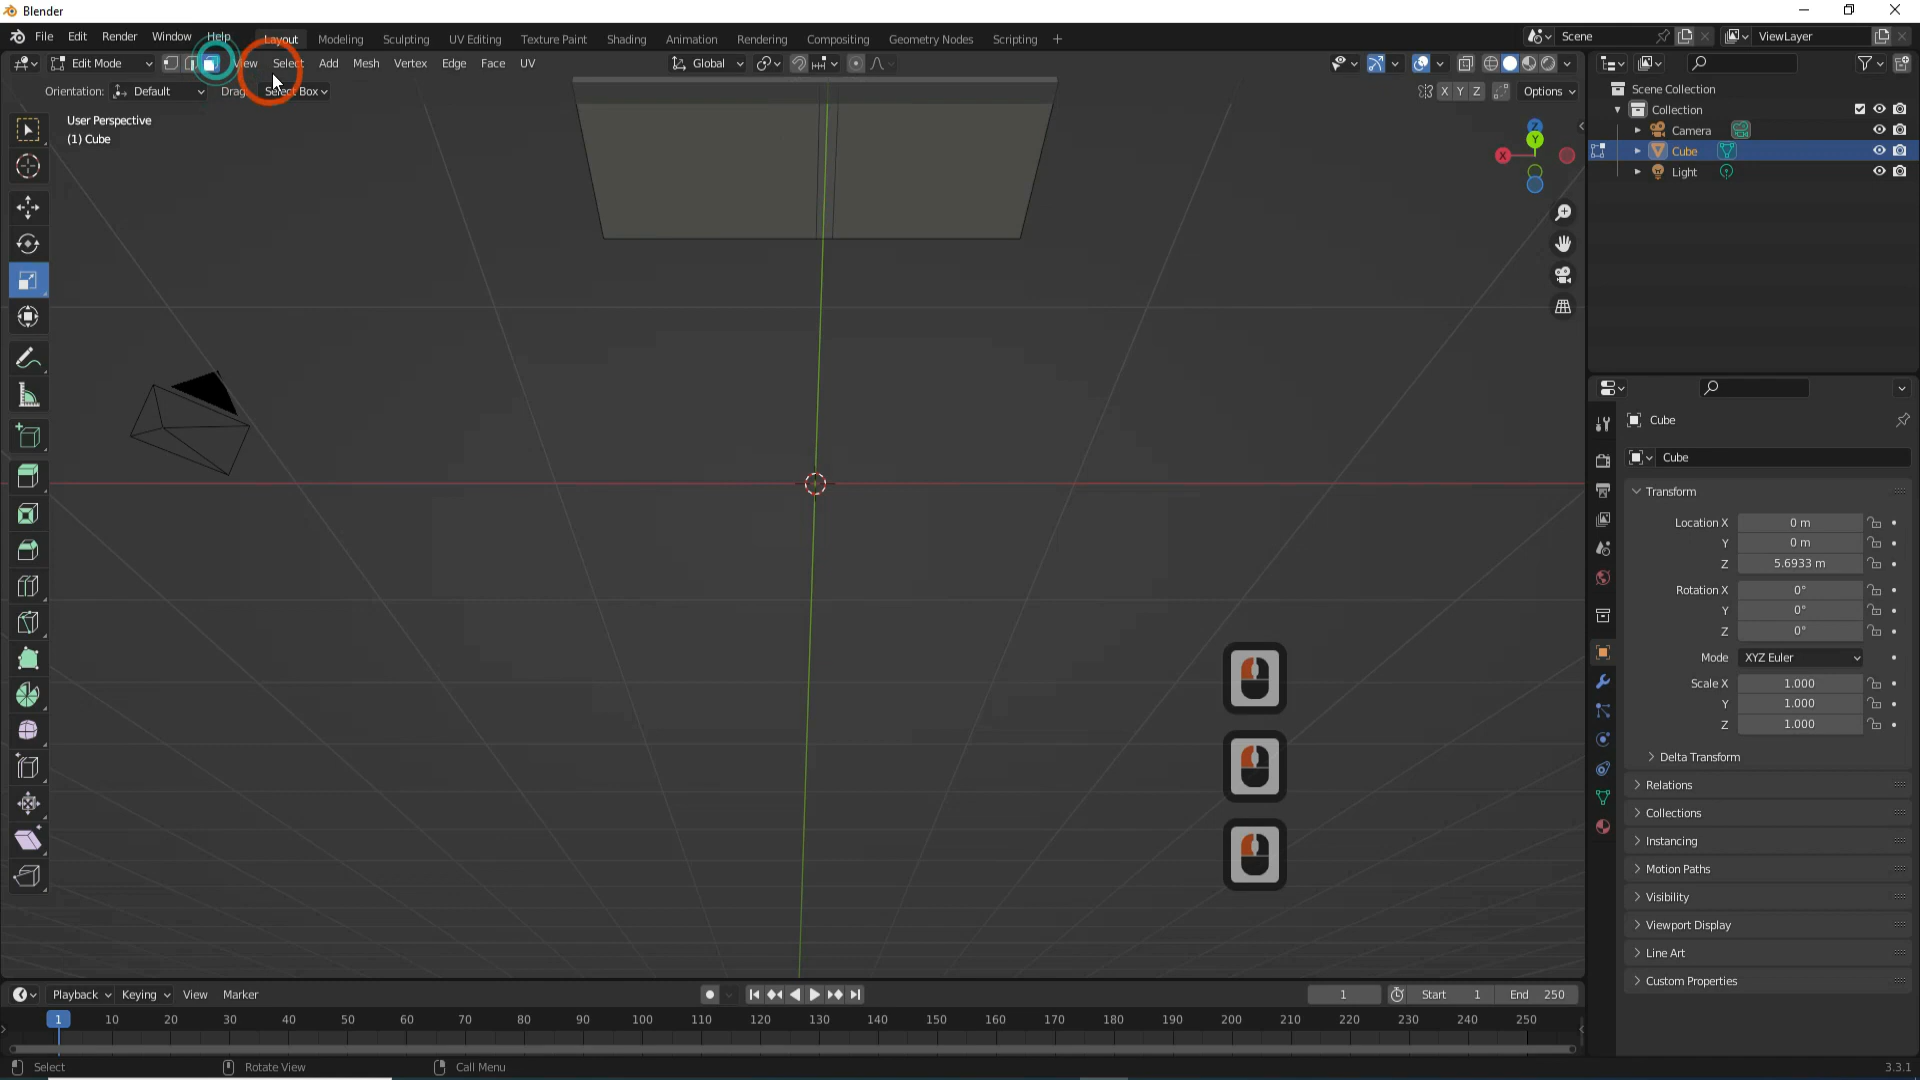 Blender
File Edit Render Window Help Layout Modeling Sculpting UV Editing Texture Paint Shading Animation Rendering Compositing Geometry Nodes Scripting + Scene ViewLayer
Edit Mode View Select Add Mesh Vertex Edge Face UV Global
Orientation: Default Drag: Select Box X Y Z Options
User Perspective
(1) Cube
X Y Z
Scene Collection
Collection
Camera
Cube
Light
Cube
Cube
Transform
Location X 0 m
Y 0 m
Z 5.6933 m
Rotation X 0°
Y 0°
Z 0°
Mode XYZ Euler
Scale X 1.000
Y 1.000
Z 1.000
Delta Transform
Relations
Collections
Instancing
Motion Paths
Visibility
Viewport Display
Line Art
Custom Properties
Playback Keying View Marker 1 Start 1 End 250
1 10 20 30 40 50 60 70 80 90 100 110 120 130 140 150 160 170 180 190 200 210 220 230 240 250
Select Rotate View Call Menu 3.3.1